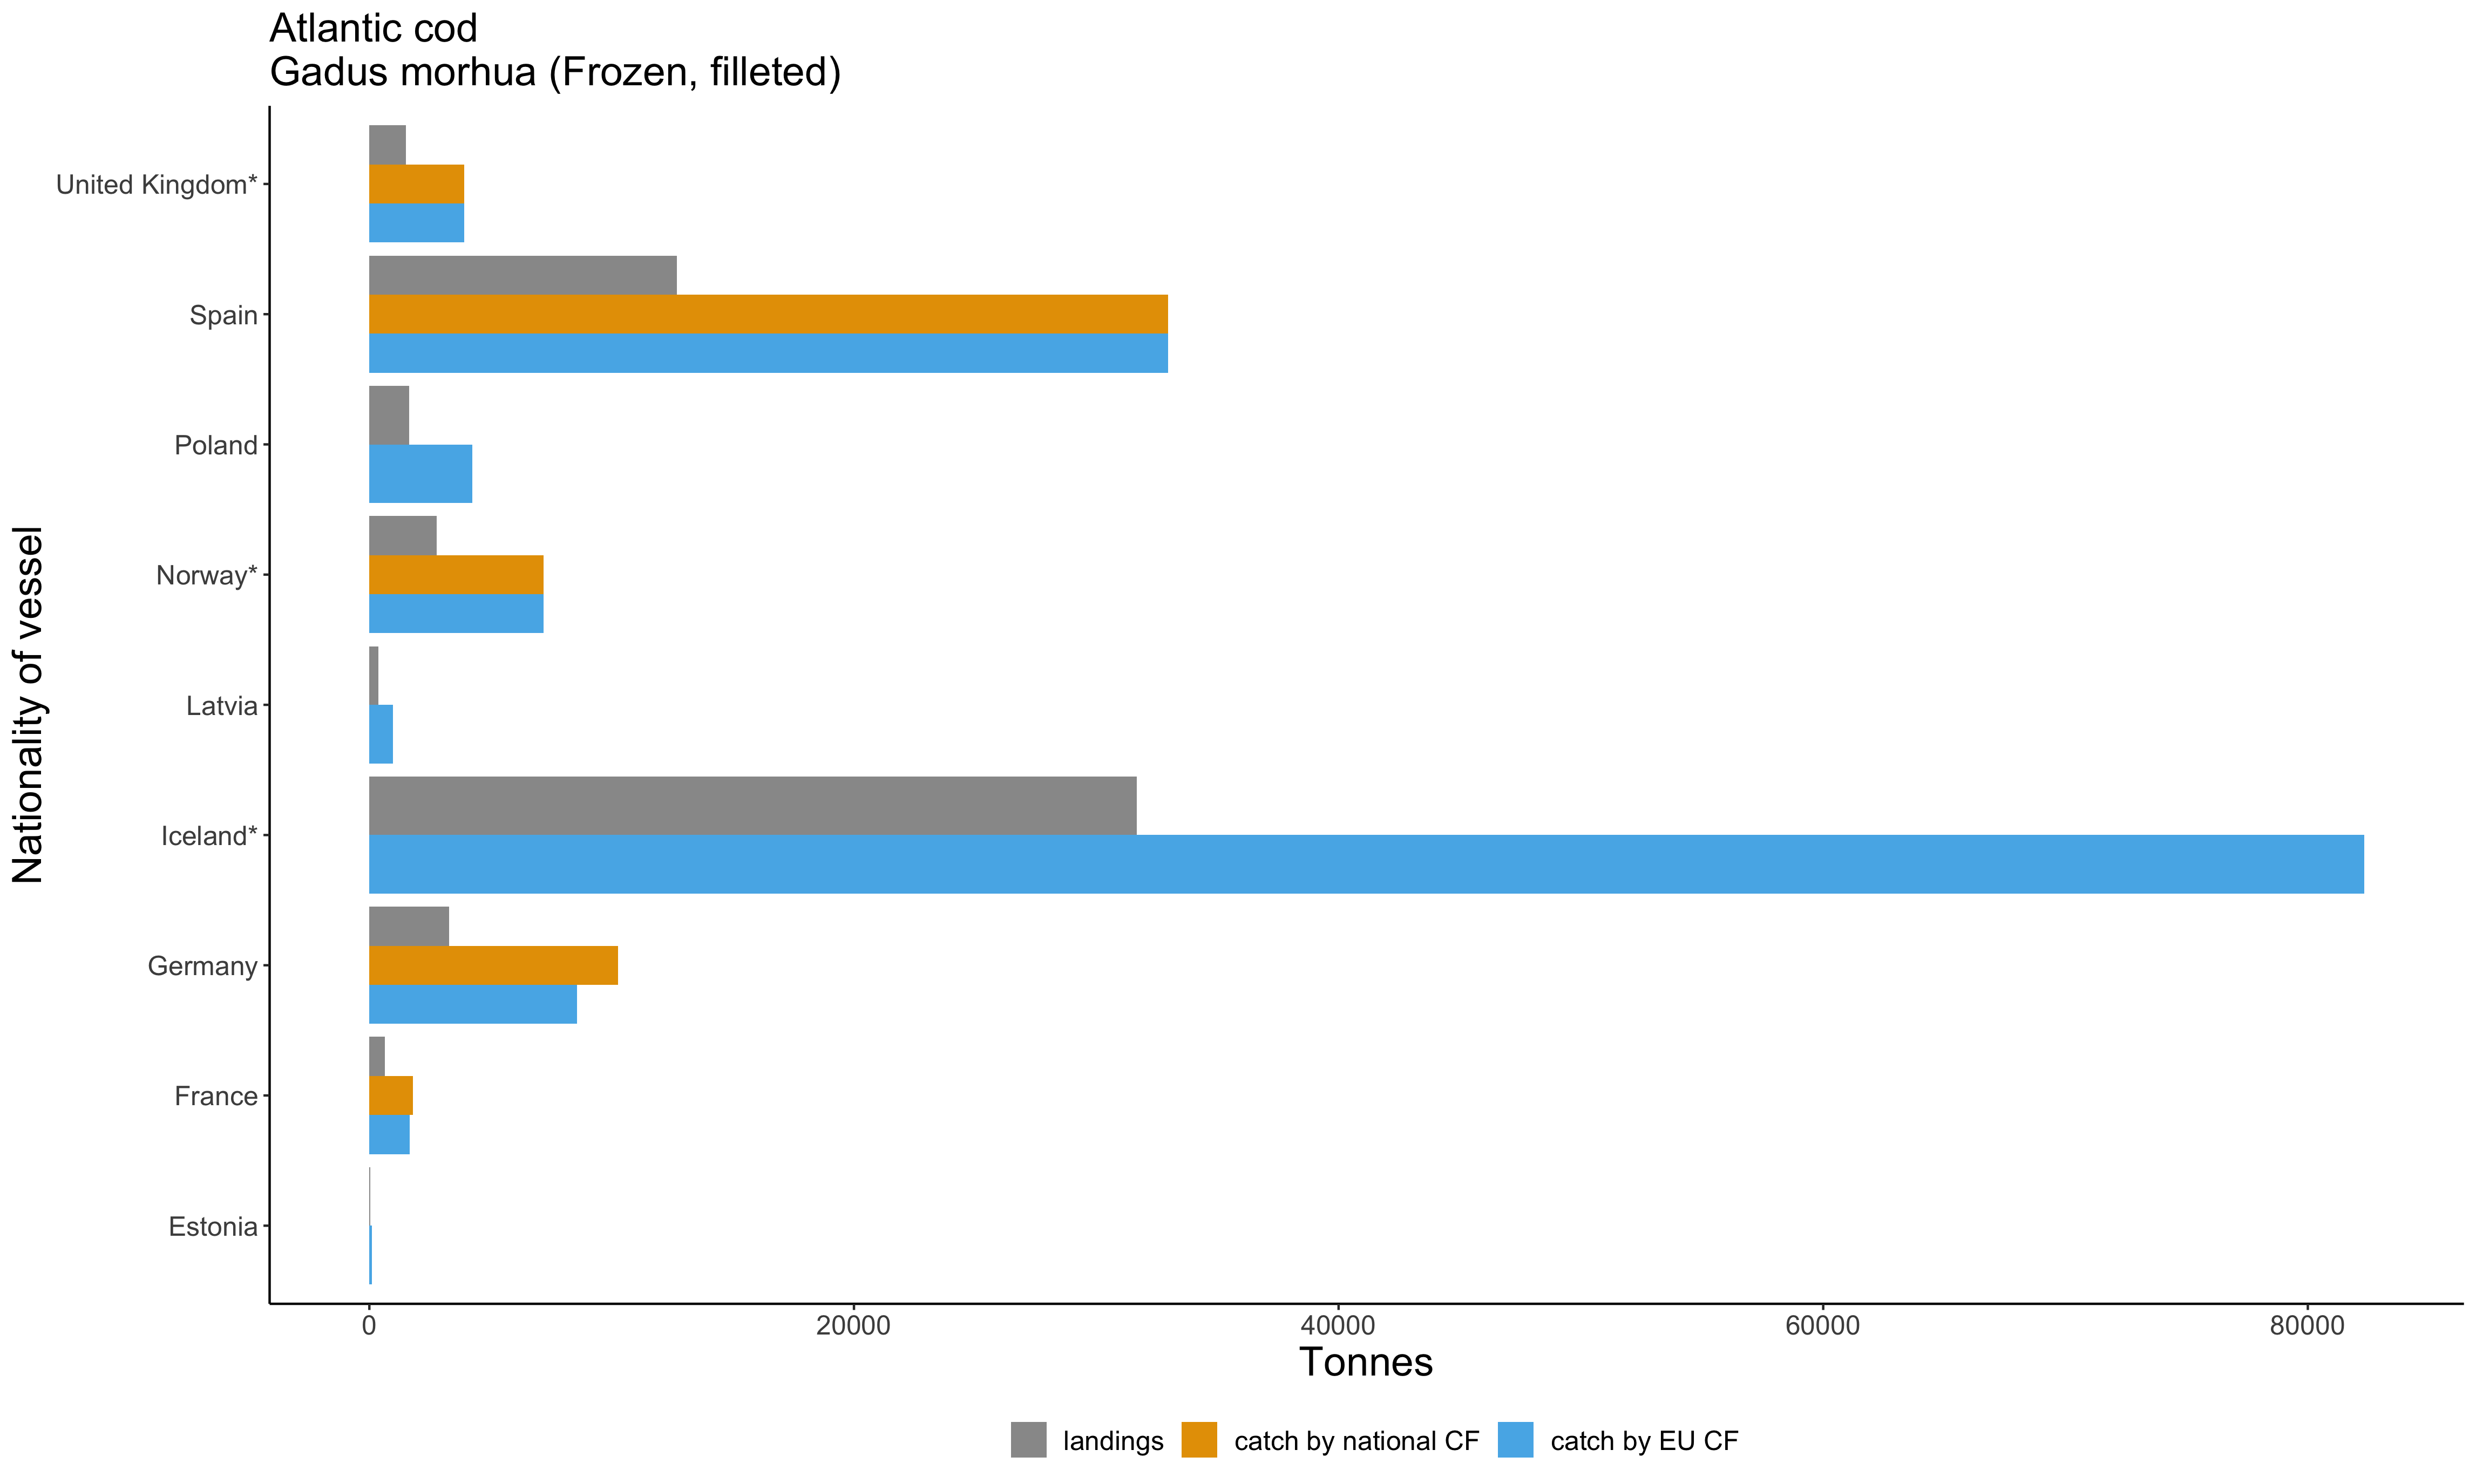 Atlantic cod
Gadus morhua (Frozen, filleted)
Nationality of vessel
United Kingdom*
Spain
Poland
Norway*
Latvia
Iceland*
Germany
France
Estonia
0 20000 40000 60000 80000
Tonnes
landings catch by national CF catch by EU CF